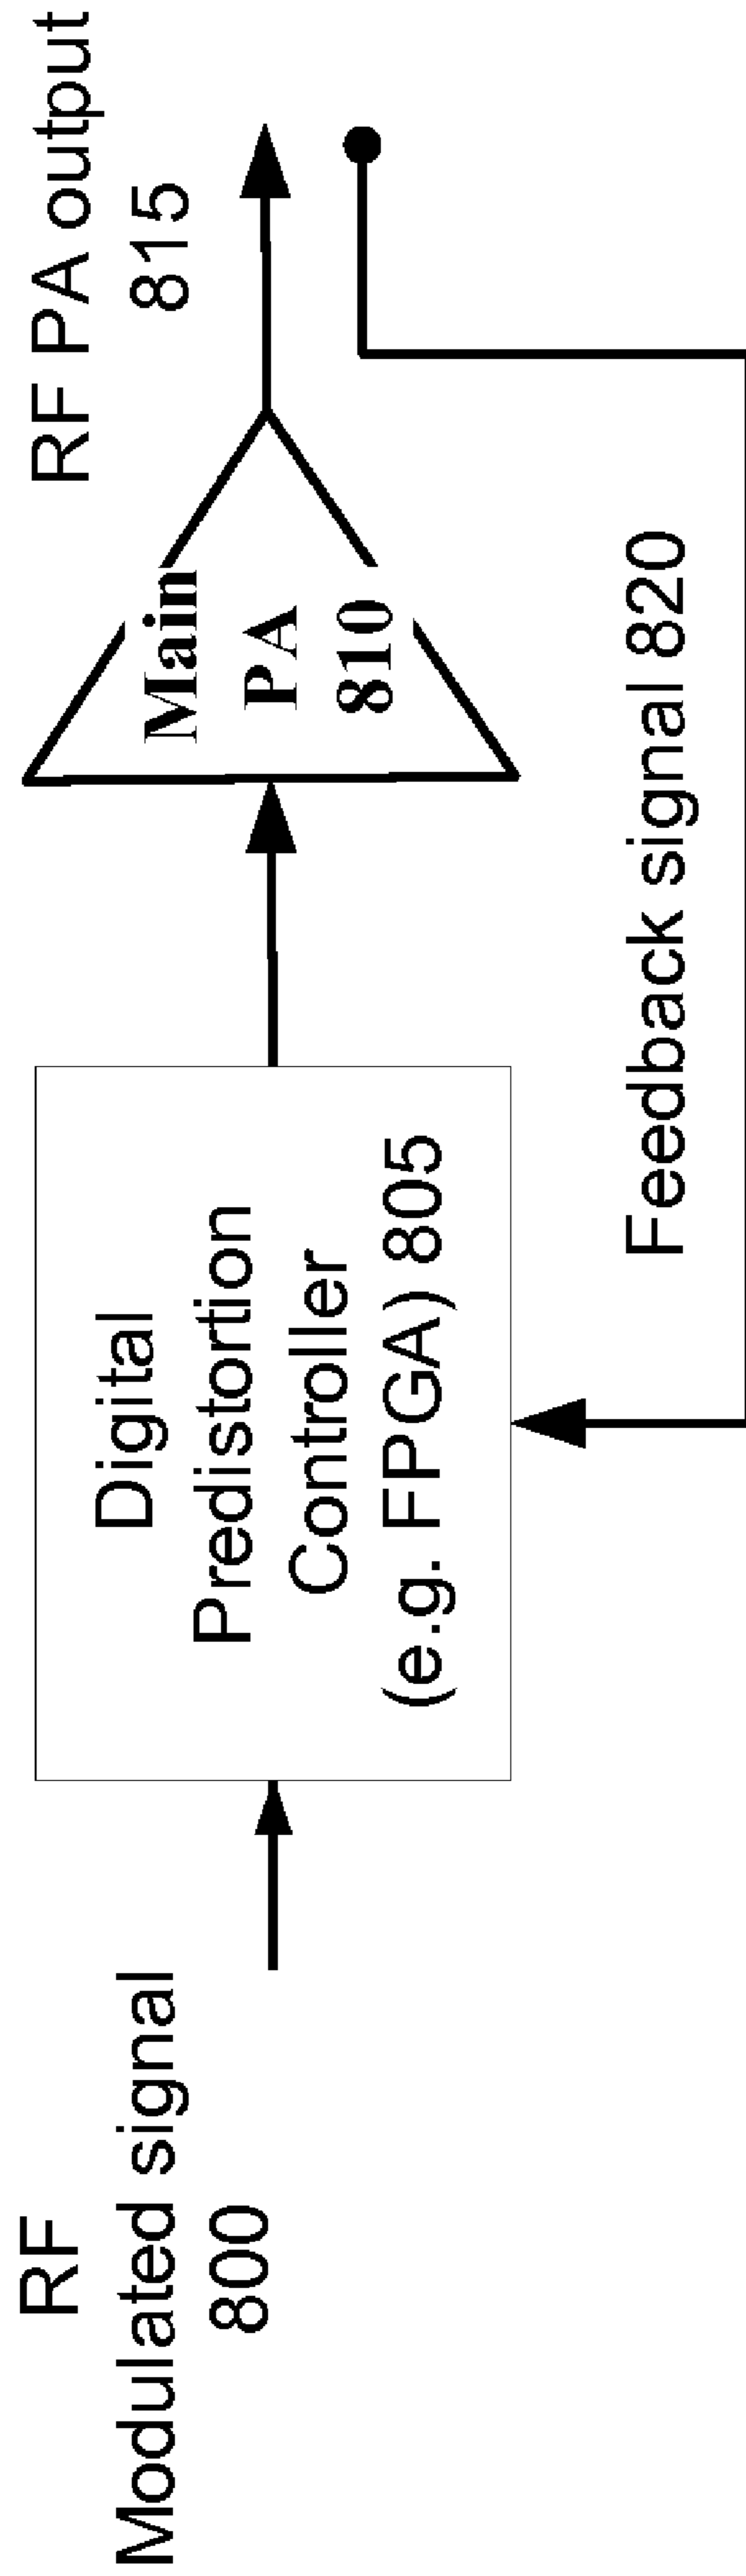 RF
Modulated signal
800
Digital
Predistortion
Controller
(e.g. FPGA) 805
Main
PA
810
RF PA output
815
Feedback signal 820